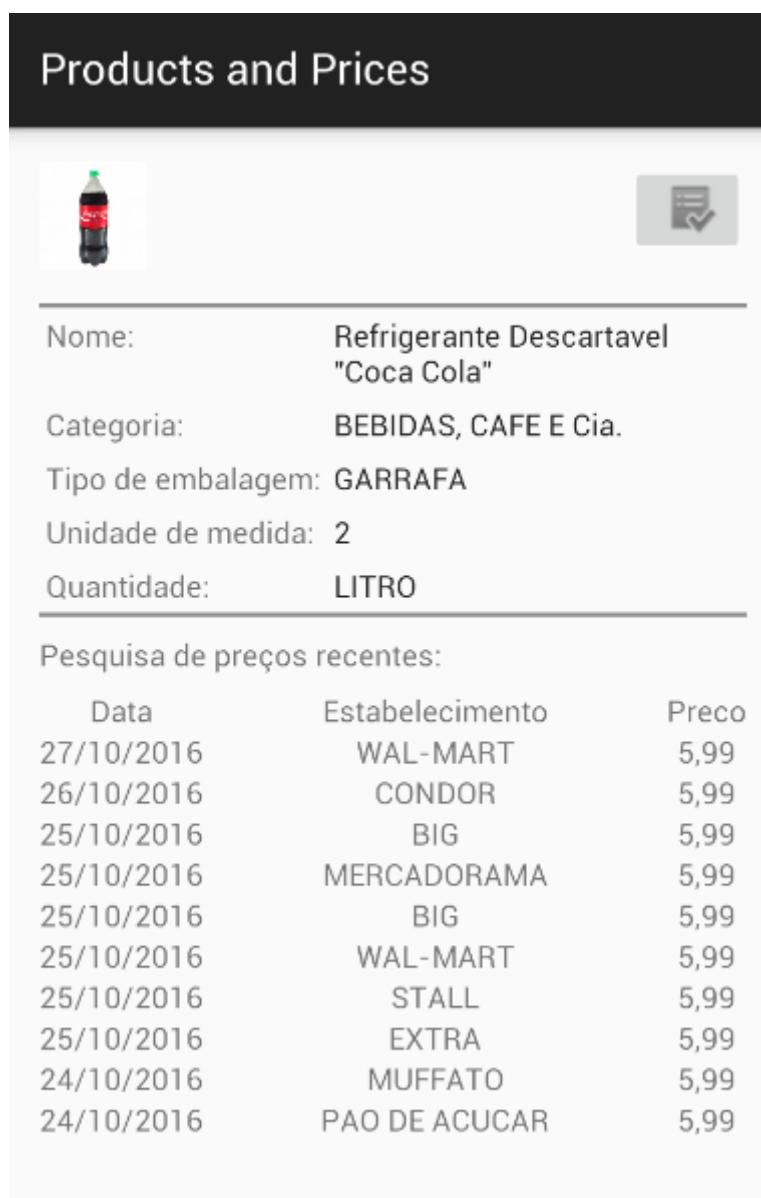 Products and Prices
Nome: Refrigerante Descartavel
"Coca Cola"
Categoria: BEBIDAS, CAFE E Cia.
Tipo de embalagem: GARRAFA
Unidade de medida: 2
Quantidade: LITRO
Pesquisa de preços recentes:
Data Estabelecimento Preco
27/10/2016 WAL-MART 5,99
26/10/2016 CONDOR 5,99
25/10/2016 BIG 5,99
25/10/2016 MERCADORAMA 5,99
25/10/2016 BIG 5,99
25/10/2016 WAL-MART 5,99
25/10/2016 STALL 5,99
25/10/2016 EXTRA 5,99
24/10/2016 MUFFATO 5,99
24/10/2016 PAO DE ACUCAR 5,99